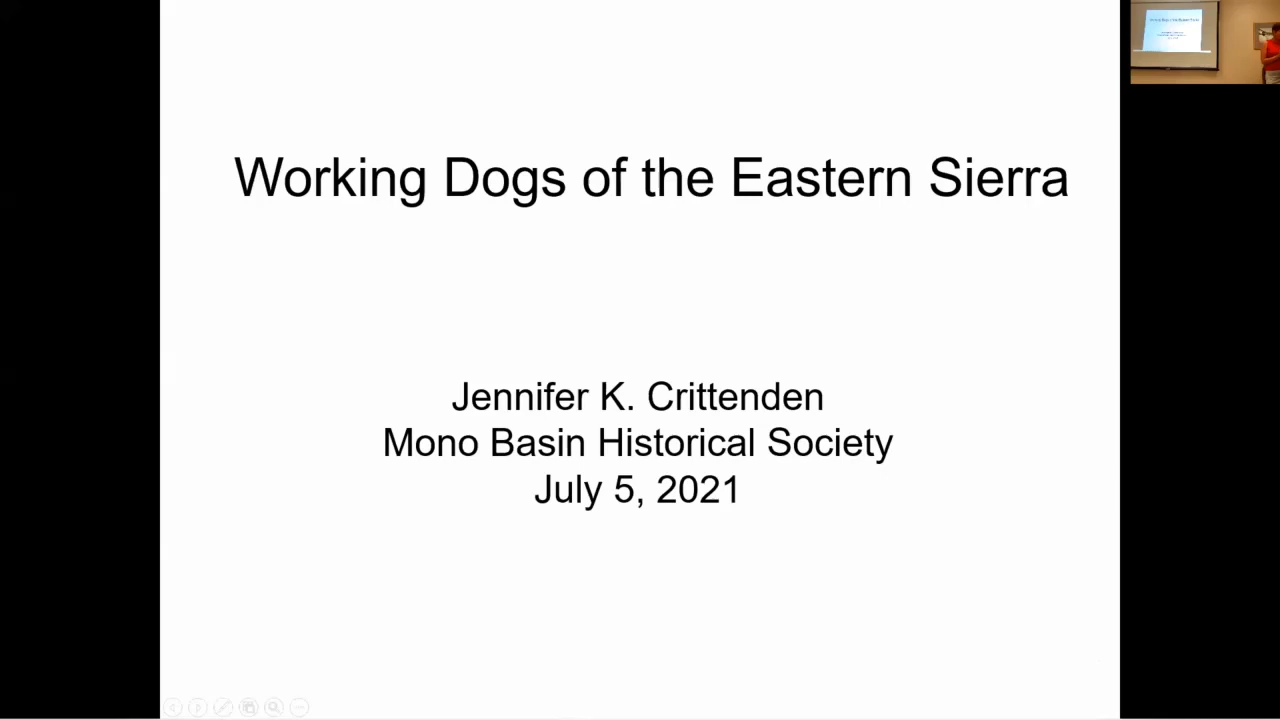 Working Dogs of the Eastern Sierra
Jennifer K. Crittenden
Mono Basin Historical Society
July 5, 2021